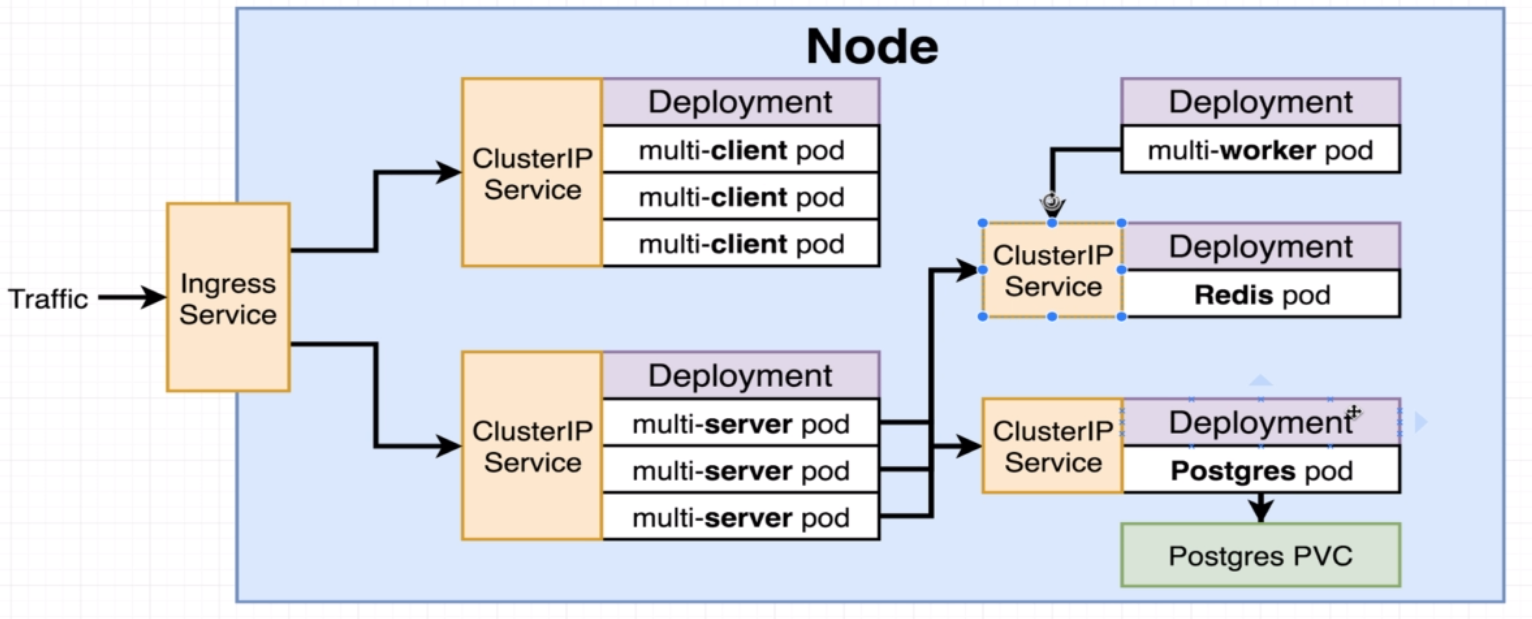 Node
Traffic
Ingress
Service
ClusterIP
Service
Deployment
multi-client pod
multi-client pod
multi-client pod
ClusterIP
Service
Deployment
multi-server pod
multi-server pod
multi-server pod
Deployment
multi-worker pod
ClusterIP
Service
Deployment
Redis pod
ClusterIP
Service
Deployment
Postgres pod
Postgres PVC